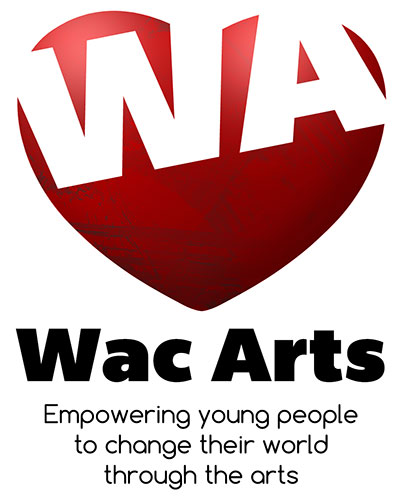 WA
Wac Arts
Empowering young people
to change their world
through the arts